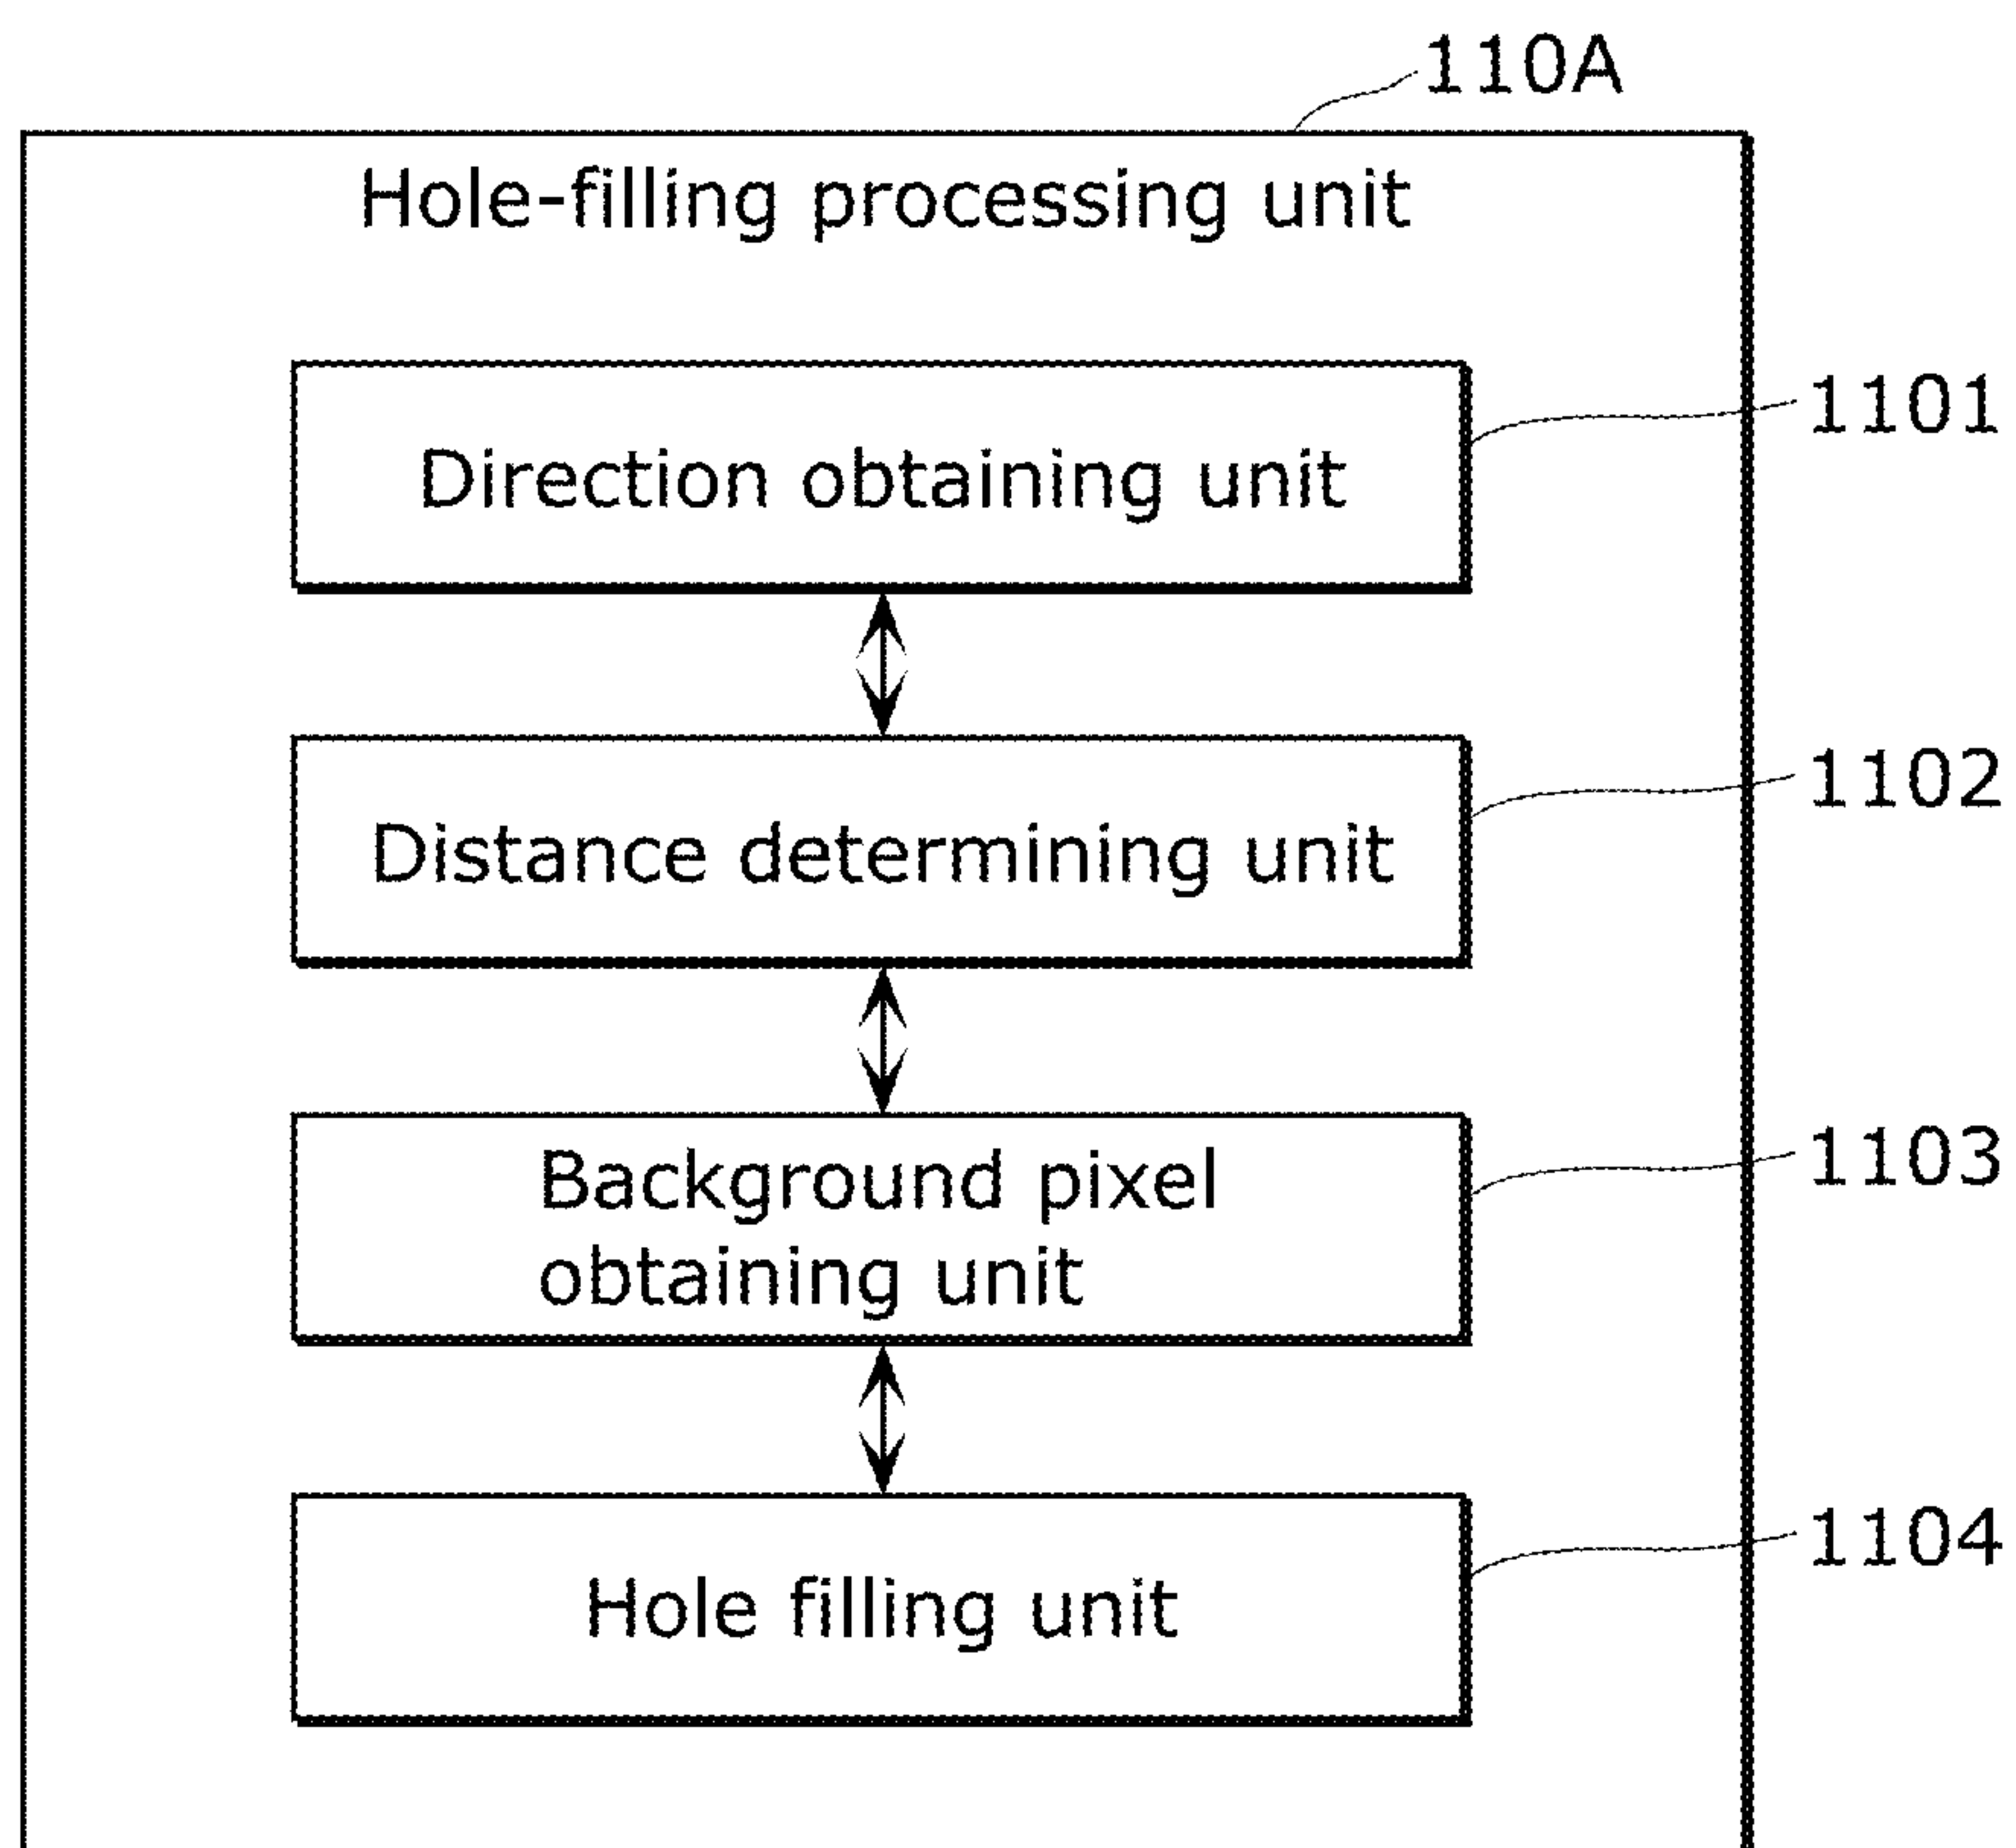 110A
Hole-filling processing unit
1101
Direction obtaining unit
1102
Distance determining unit
1103
Background pixel
obtaining unit
1104
Hole filling unit